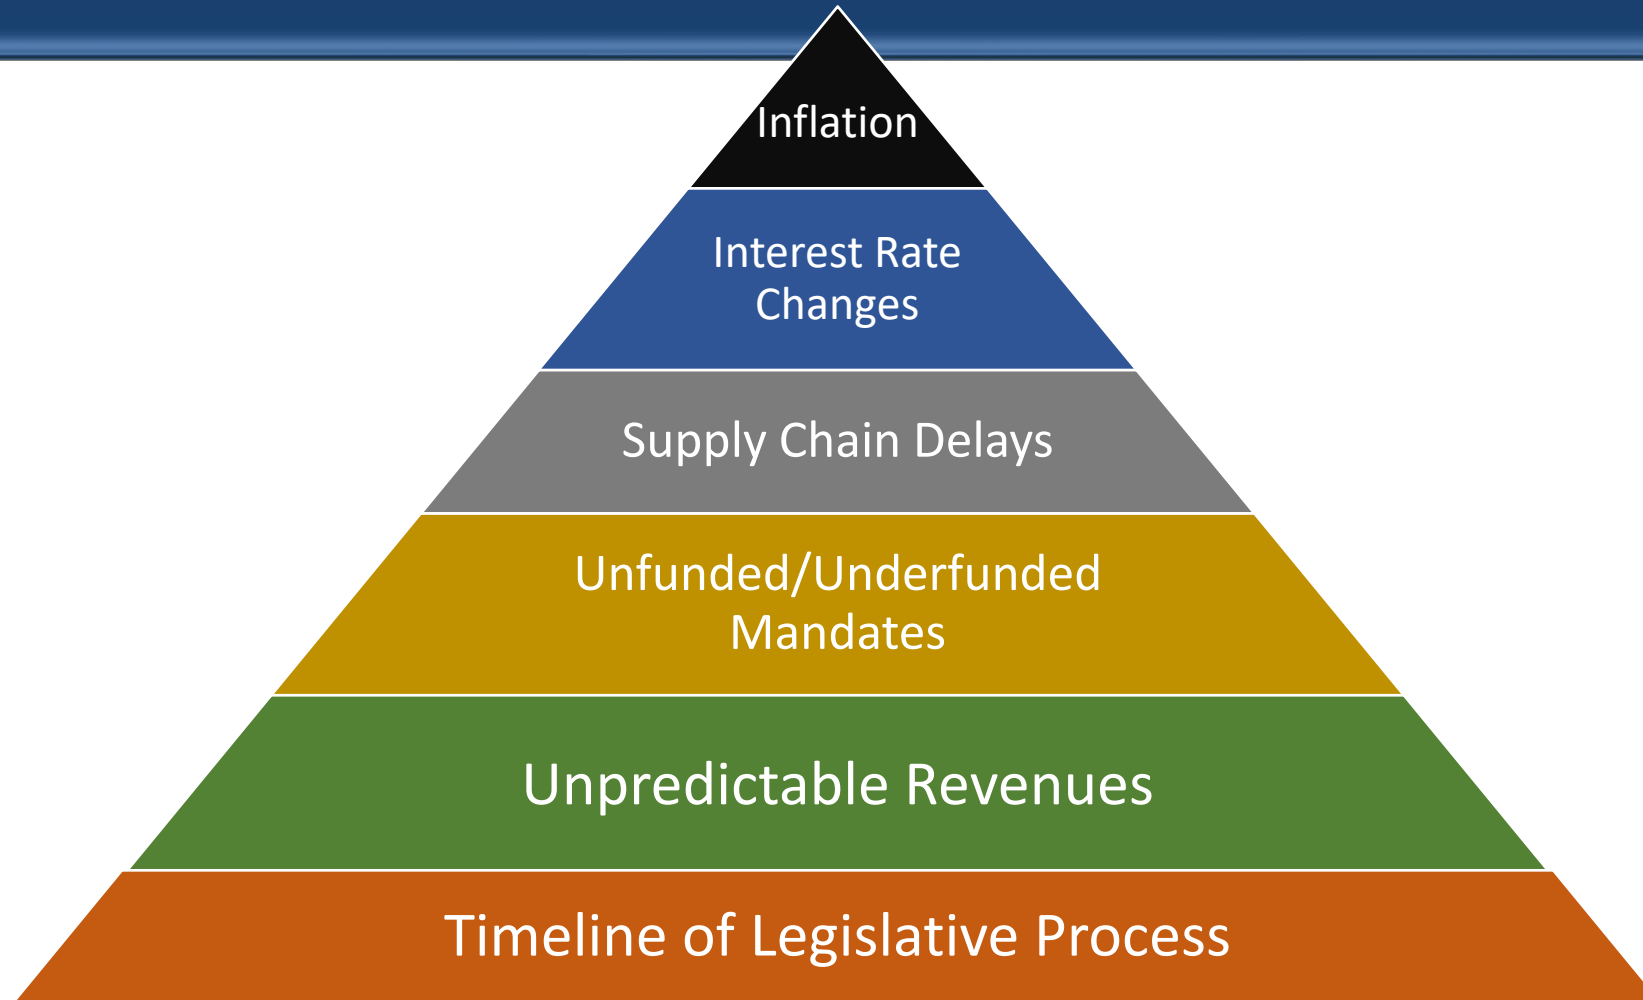 Inflation
Interest Rate
Changes
Supply Chain Delays
Unfunded/Underfunded
Mandates
Unpredictable Revenues
Timeline of Legislative Process